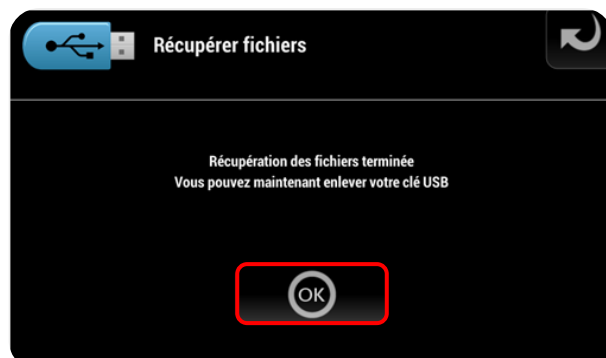 Récupérer fichiers
Récupération des fichiers terminée
Vous pouvez maintenant enlever votre clé USB
OK